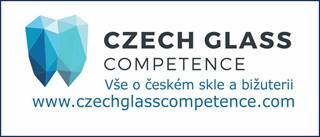 CZECH GLASS
COMPETENCE
Vše o českém skle a bižuterii
www.czechglasscompetence.com